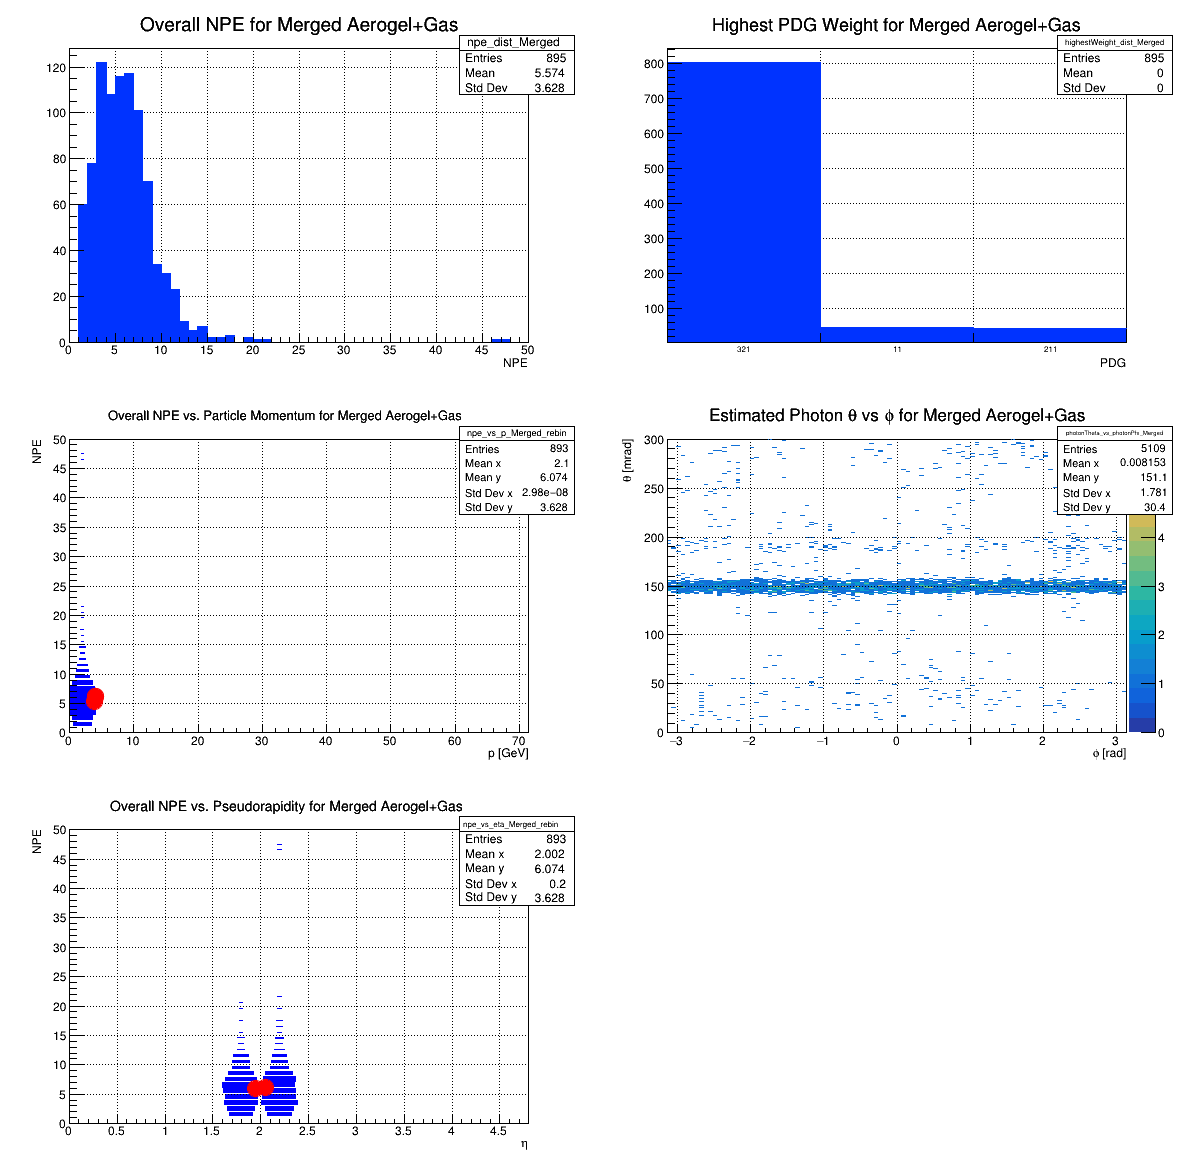 Overall NPE for Merged Aerogel+Gas
npe_dist_Merged
Entries 895
Mean 5.574
Std Dev 3.628
120
100
80
60
40
20
0
0 5 10 15 20 25 30 35 40 45 50
NPE
Highest PDG Weight for Merged Aerogel+Gas
highestWeight_dist_Merged
Entries 895
Mean 0
Std Dev 0
800
700
600
500
400
300
200
100
321 11 211
PDG
Overall NPE vs. Particle Momentum for Merged Aerogel+Gas
npe_vs_p_Merged_rebin
Entries 893
Mean x 2.1
Mean y 6.074
Std Dev x 2.98e−08
Std Dev y 3.628
NPE
50
45
40
35
30
25
20
15
10
5
0
0 10 20 30 40 50 60 70
p [GeV]
Estimated Photon θ vs ϕ for Merged Aerogel+Gas
photonTheta_vs_photonPhi_Merged
Entries 5109
Mean x 0.008153
Mean y 151.1
Std Dev x 1.781
Std Dev y 30.4
θ [mrad]
300
250
200
150
100
50
0
−3 −2 −1 0 1 2 3
ϕ [rad]
4
3
2
1
0
Overall NPE vs. Pseudorapidity for Merged Aerogel+Gas
npe_vs_eta_Merged_rebin
Entries 893
Mean x 2.002
Mean y 6.074
Std Dev x 0.2
Std Dev y 3.628
NPE
50
45
40
35
30
25
20
15
10
5
0
0 0.5 1 1.5 2 2.5 3 3.5 4 4.5
η